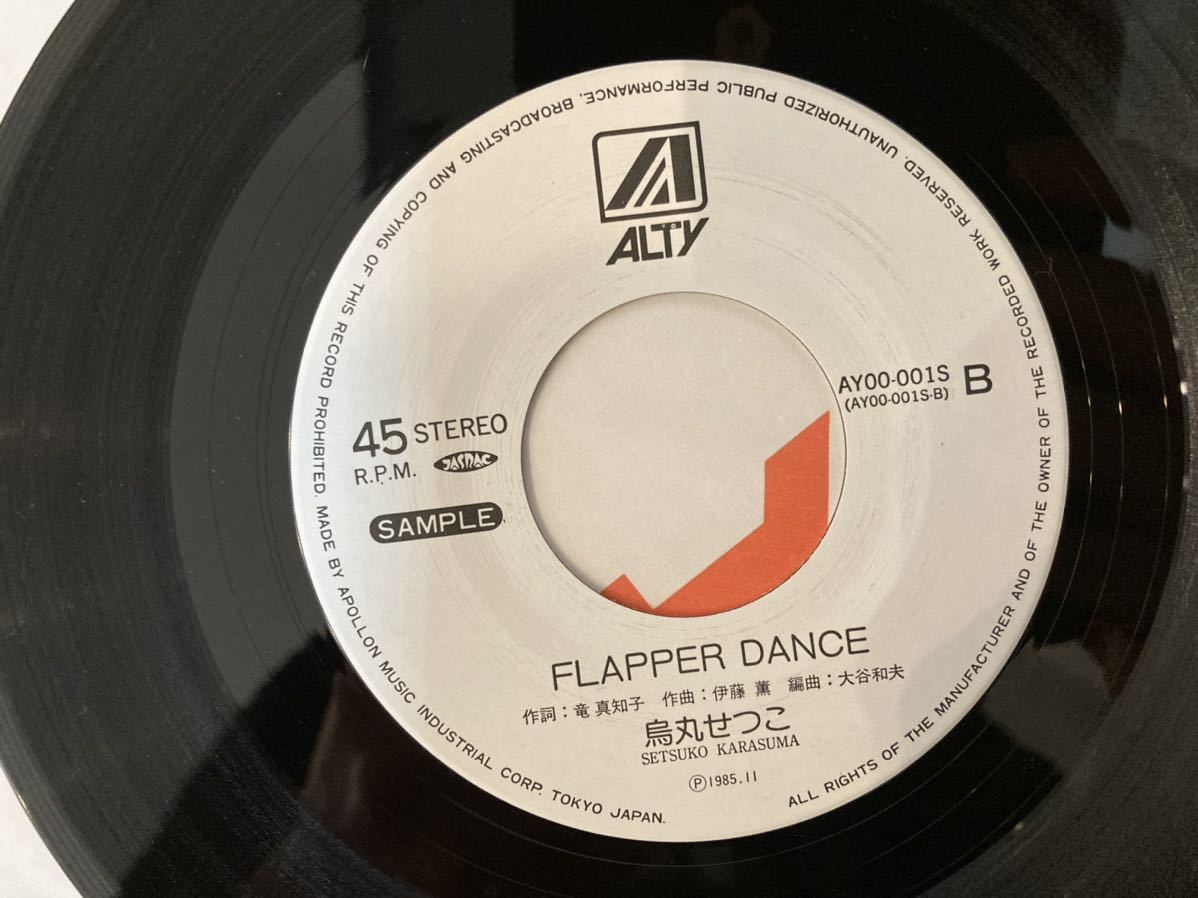 ALL RIGHTS OF THE MANUFACTURER AND OF THE OWNER OF THE RECORDED WORK RESERVED. UNAUTHORIZED PUBLIC PERFORMANCE, BROADCASTING AND COPYING OF THIS RECORD PROHIBITED. MADE BY APOLLON MUSIC INDUSTRIAL CORP. TOKYO JAPAN.
ALTY
AY00-001S B
(AY00-001S-B)
45 STEREO
R.P.M. JASRAC
SAMPLE
FLAPPER DANCE
作詞:竜 真知子 作曲:伊藤 薫 編曲:大谷和夫
烏丸せつこ
SETSUKO KARASUMA
Ⓟ1985.11